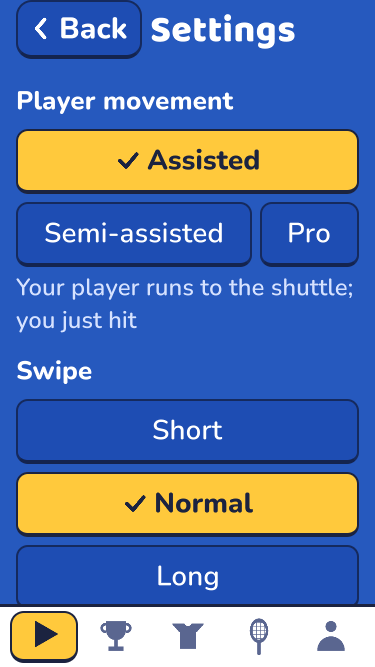 Back Settings
Player movement
Assisted
Semi-assisted Pro
Your player runs to the shuttle;
you just hit
Swipe
Short
Normal
Long